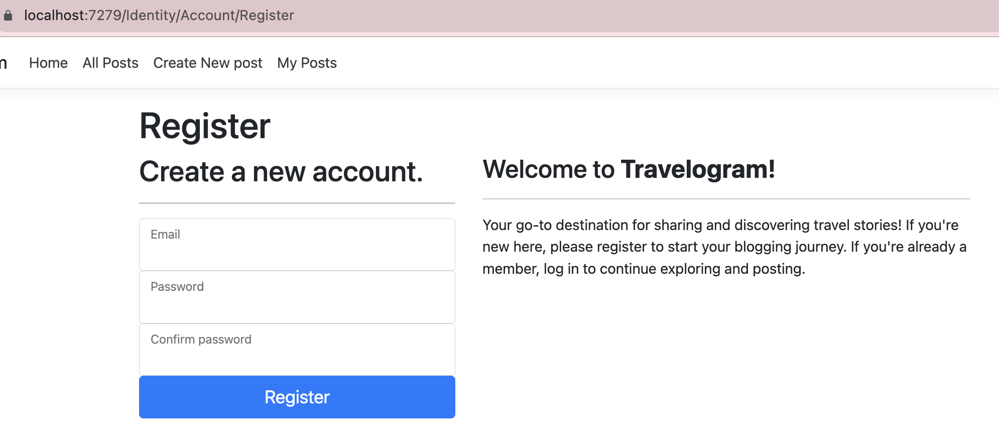 localhost:7279/Identity/Account/Register
Home All Posts Create New post My Posts
Register
Create a new account.
Email
Password
Confirm password
Register
Welcome to Travelogram!
Your go-to destination for sharing and discovering travel stories! If you're
new here, please register to start your blogging journey. If you're already a
member, log in to continue exploring and posting.